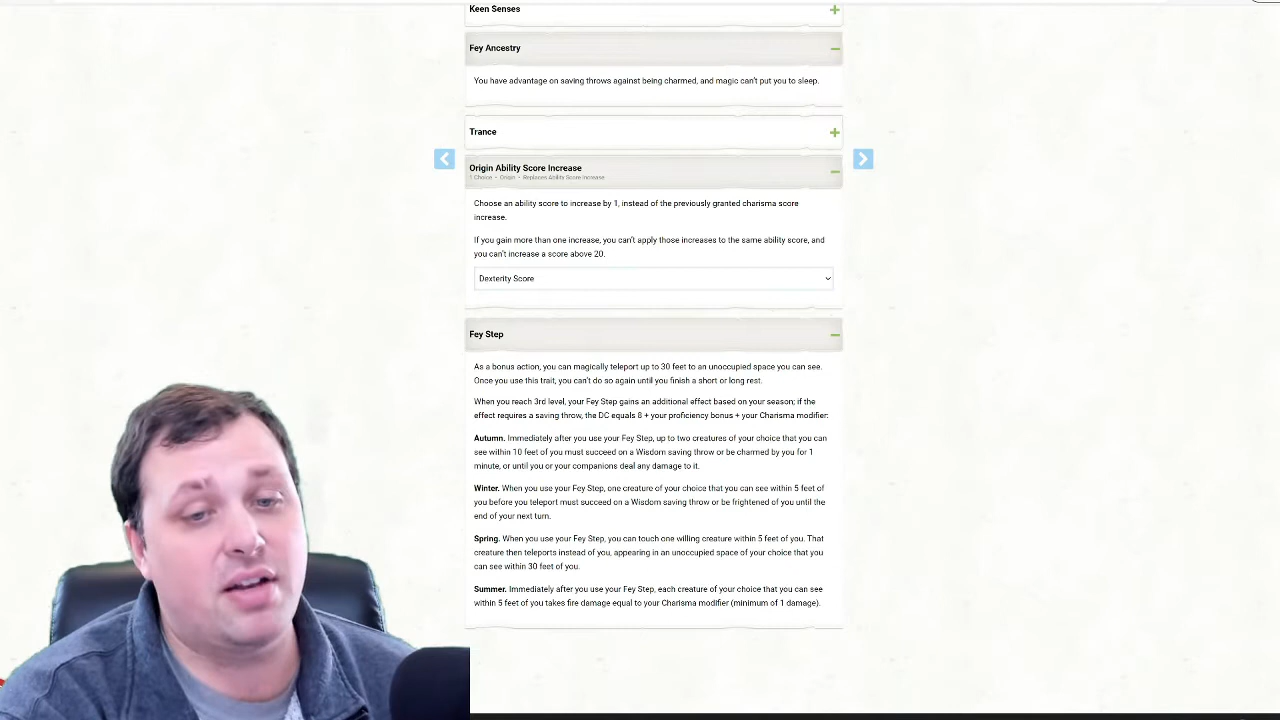 Keen Senses
Fey Ancestry
You have advantage on saving throws against being charmed, and magic can't put you to sleep.
Trance
Origin Ability Score Increase
1 Choice • Origin • Replaces Ability Score Increase
Choose an ability score to increase by 1, instead of the previously granted charisma score
increase.
If you gain more than one increase, you can't apply those increases to the same ability score, and
you can't increase a score above 20.
Dexterity Score
Fey Step
As a bonus action, you can magically teleport up to 30 feet to an unoccupied space you can see.
Once you use this trait, you can't do so again until you finish a short or long rest.
When you reach 3rd level, your Fey Step gains an additional effect based on your season; if the
effect requires a saving throw, the DC equals 8 + your proficiency bonus + your Charisma modifier:
Autumn. Immediately after you use your Fey Step, up to two creatures of your choice that you can
see within 10 feet of you must succeed on a Wisdom saving throw or be charmed by you for 1
minute, or until you or your companions deal any damage to it.
Winter. When you use your Fey Step, one creature of your choice that you can see within 5 feet of
you before you teleport must succeed on a Wisdom saving throw or be frightened of you until the
end of your next turn.
Spring. When you use your Fey Step, you can touch one willing creature within 5 feet of you. That
creature then teleports instead of you, appearing in an unoccupied space of your choice that you
can see within 30 feet of you.
Summer. Immediately after you use your Fey Step, each creature of your choice that you can see
within 5 feet of you takes fire damage equal to your Charisma modifier (minimum of 1 damage).